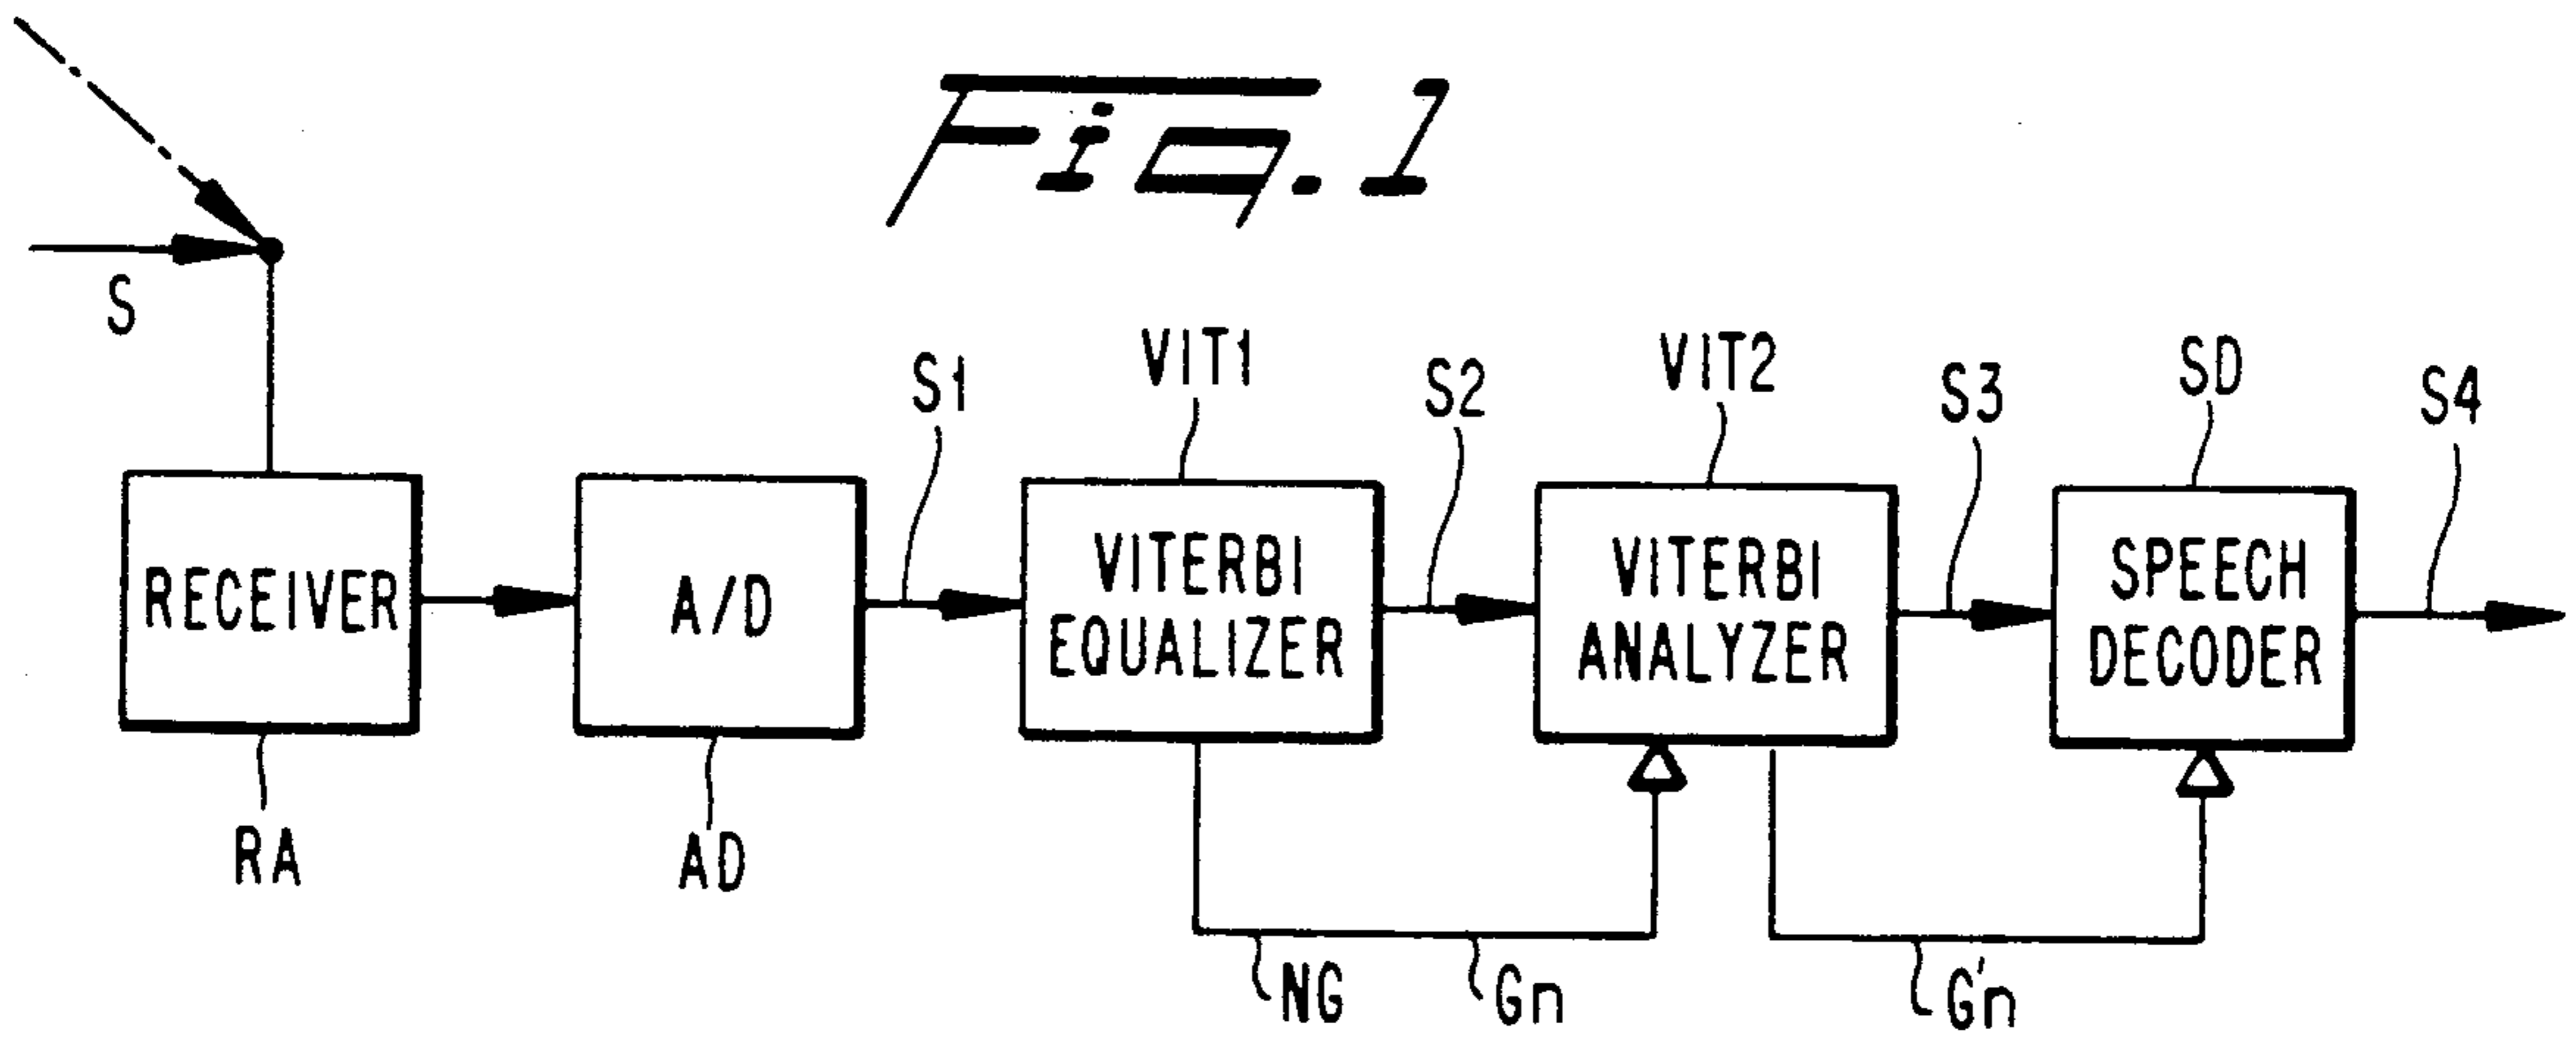 Fig. 1
S
S1
VIT1
S2
VIT2
S3
SD
S4
RECEIVER
A/D
VITERBI
EQUALIZER
VITERBI
ANALYZER
SPEECH
DECODER
RA
AD
NG
Gn
G'n